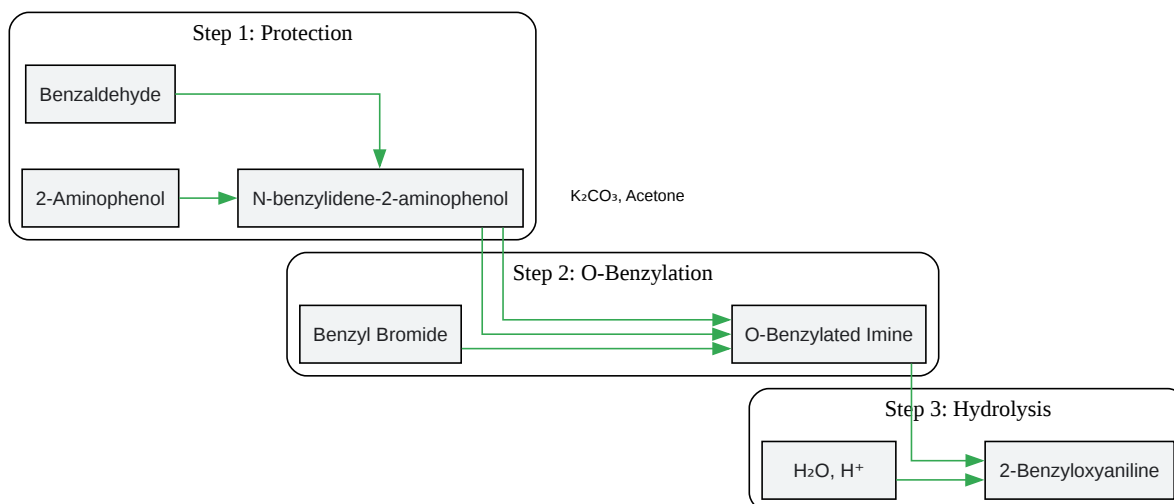 Step 1: Protection
Benzaldehyde
2-Aminophenol
N-benzylidene-2-aminophenol
K₂CO₃, Acetone
Step 2: O-Benzylation
Benzyl Bromide
O-Benzylated Imine
Step 3: Hydrolysis
H₂O, H⁺
2-Benzyloxyaniline